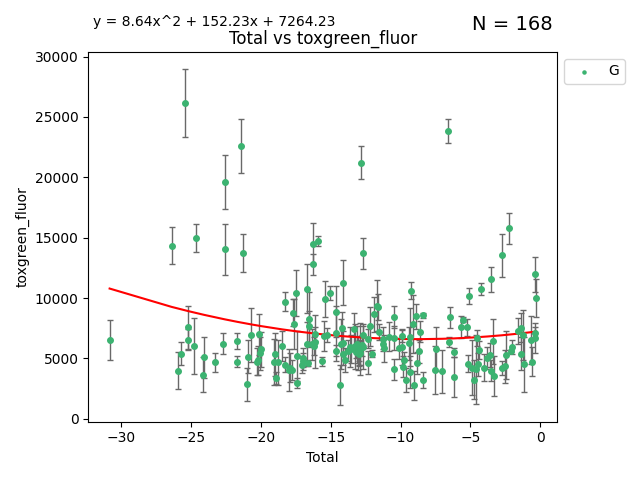 y = 8.64x^2 + 152.23x + 7264.23
N = 168
Total vs toxgreen_fluor
G
toxgreen_fluor
30000
25000
20000
15000
10000
5000
0
−30
−25
−20
−15
−10
−5
0
Total